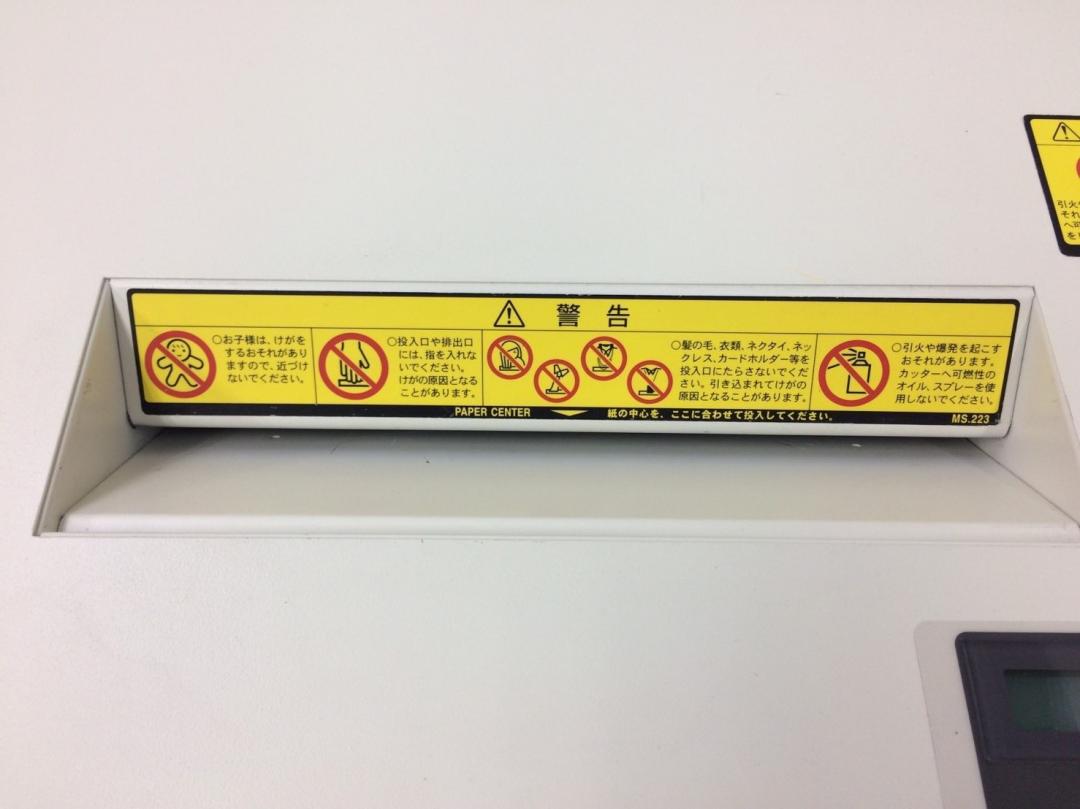 警告
○お子様は、けがを
するおそれがあり
ますので、近づけ
ないでください。
○投入口や排出口
には、指を入れな
いでください。
けがの原因となる
ことがあります。
○髪の毛、衣類、ネクタイ、ネッ
クレス、カードホルダー等を
投入口にたらさないでくだ
さい。引き込まれてけがの
原因となることがあります。
○引火や爆発を起こす
おそれがあります。
カッターへ可燃性の
オイル、スプレーを使
用しないでください。
PAPER CENTER 紙の中心を、ここに合わせて投入してください。
MS.223
引火
それ
を